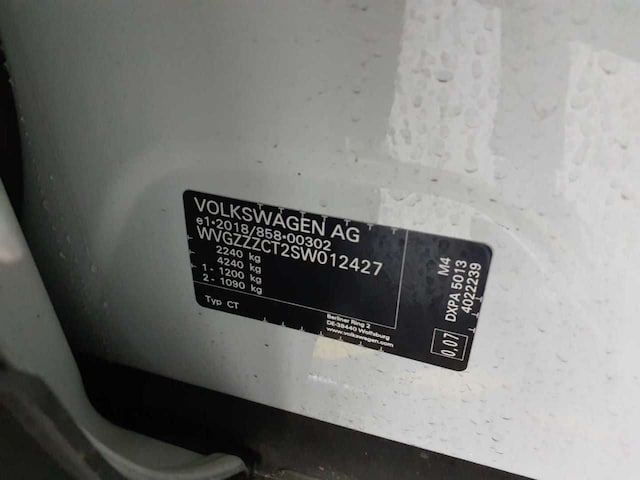 VOLKSWAGEN AG
e1*2018/858*00302
WVGZZZCT2SW012427
2240 kg
4240 kg
1 - 1200 kg
2 - 1090 kg
Typ CT
Berliner Ring 2
DE-38440 Wolfsburg
www.volkswagen.com
M4
DXPA 5013
4022239
0,07